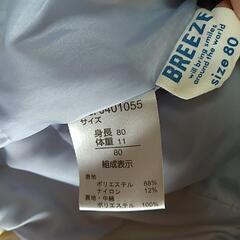 BREEZE
will bring smiles
around the world
size 80
0401055
サイズ
身長 80
体重 11
80
組成表示
表地
ポリエステル 88%
ナイロン 12%
裏地・中綿
ポリエステル 100%